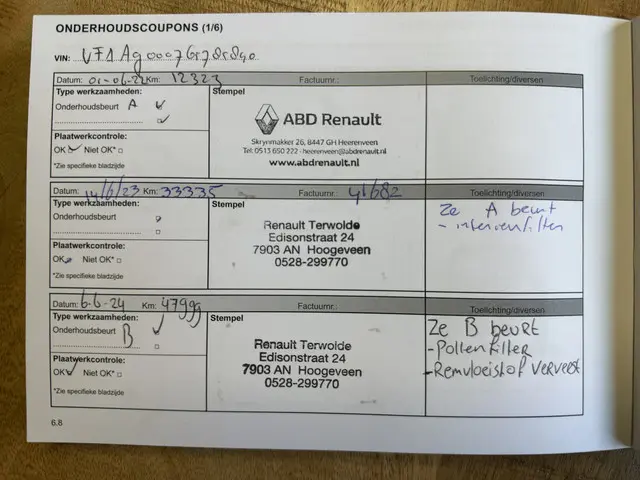 ONDERHOUDSCOUPONS (1/6)
VIN:
Datum: 01-06-22 Km: 12323 Factuurnr.: Toelichting/diversen
Type werkzaamheden: Stempel
Onderhoudsbeurt A
ABD Renault
Skrynmakker 26, 8447 GH Heerenveen
Tel: 0513 650 222 - heerenveen@abdrenault.nl
www.abdrenault.nl
Plaatwerkcontrole:
OK Niet OK*
*Zie specifieke bladzijde
Datum: 14/6/23 Km: 33335 Factuurnr.: 41682 Toelichting/diversen
Type werkzaamheden: Stempel
Onderhoudsbeurt
Renault Terwolde
Edisonstraat 24
7903 AN Hoogeveen
0528-299770
Ze A beurt
- interieurfilter
Plaatwerkcontrole:
OK Niet OK*
*Zie specifieke bladzijde
Datum: 6-6-24 Km: 47999 Factuurnr.: Toelichting/diversen
Type werkzaamheden: Stempel
Onderhoudsbeurt B
Renault Terwolde
Edisonstraat 24
7903 AN Hoogeveen
0528-299770
Ze B beurt
-Pollenfilter
-Remvloeistof ververst
Plaatwerkcontrole:
OK Niet OK*
*Zie specifieke bladzijde
6.8